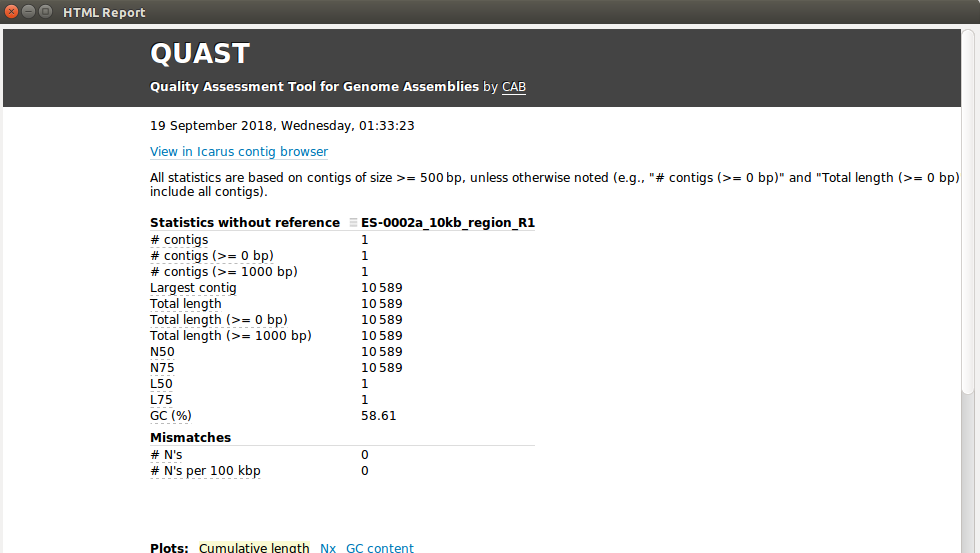 HTML Report
QUAST
Quality Assessment Tool for Genome Assemblies by CAB
19 September 2018, Wednesday, 01:33:23
View in Icarus contig browser
All statistics are based on contigs of size >= 500 bp, unless otherwise noted (e.g., "# contigs (>= 0 bp)" and "Total length (>= 0 bp)
include all contigs).
Statistics without reference ES-0002a_10kb_region_R1
# contigs 1
# contigs (>= 0 bp) 1
# contigs (>= 1000 bp) 1
Largest contig 10 589
Total length 10 589
Total length (>= 0 bp) 10 589
Total length (>= 1000 bp) 10 589
N50 10 589
N75 10 589
L50 1
L75 1
GC (%) 58.61
Mismatches
# N's 0
# N's per 100 kbp 0
Plots: Cumulative length Nx GC content